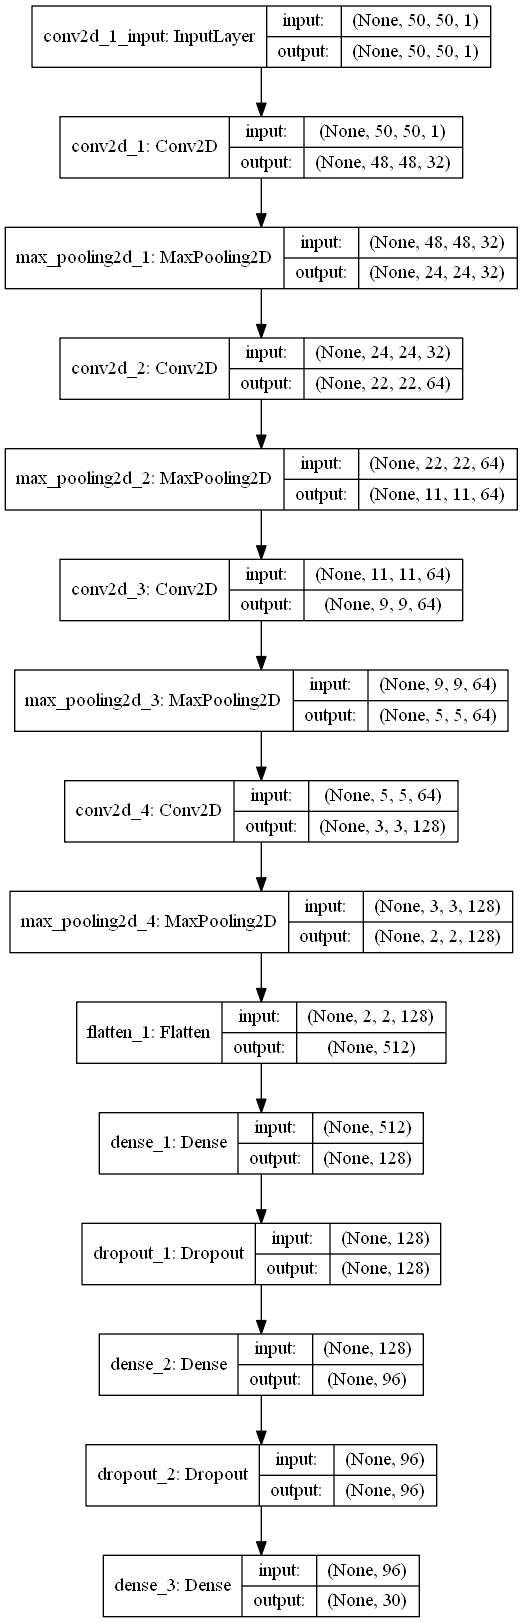 conv2d_1_input: InputLayer
input: (None, 50, 50, 1)
output: (None, 50, 50, 1)
conv2d_1: Conv2D
input: (None, 50, 50, 1)
output: (None, 48, 48, 32)
max_pooling2d_1: MaxPooling2D
input: (None, 48, 48, 32)
output: (None, 24, 24, 32)
conv2d_2: Conv2D
input: (None, 24, 24, 32)
output: (None, 22, 22, 64)
max_pooling2d_2: MaxPooling2D
input: (None, 22, 22, 64)
output: (None, 11, 11, 64)
conv2d_3: Conv2D
input: (None, 11, 11, 64)
output: (None, 9, 9, 64)
max_pooling2d_3: MaxPooling2D
input: (None, 9, 9, 64)
output: (None, 5, 5, 64)
conv2d_4: Conv2D
input: (None, 5, 5, 64)
output: (None, 3, 3, 128)
max_pooling2d_4: MaxPooling2D
input: (None, 3, 3, 128)
output: (None, 2, 2, 128)
flatten_1: Flatten
input: (None, 2, 2, 128)
output: (None, 512)
dense_1: Dense
input: (None, 512)
output: (None, 128)
dropout_1: Dropout
input: (None, 128)
output: (None, 128)
dense_2: Dense
input: (None, 128)
output: (None, 96)
dropout_2: Dropout
input: (None, 96)
output: (None, 96)
dense_3: Dense
input: (None, 96)
output: (None, 30)